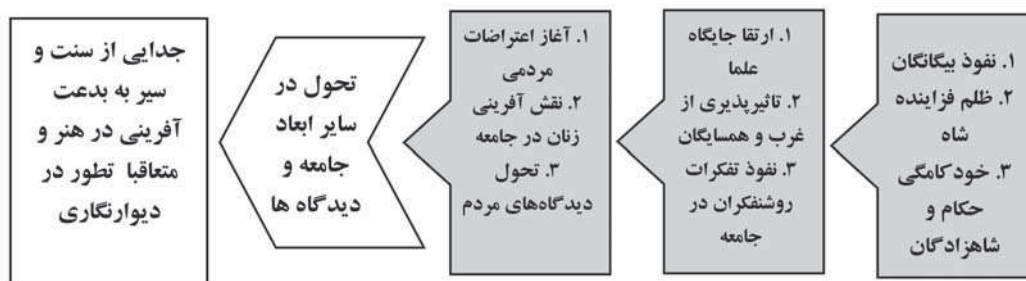 ۱. نفوذ بیگانگان
۲. ظلم فزاینده
شاه
۳. خودکامگی
حکام و
شاهزادگان
۱. ارتقا جایگاه
علما
۲. تاثیرپذیری از
غرب و همسایگان
۳. نفوذ تفکرات
روشنفکران در
جامعه
۱. آغاز اعتراضات
مردمی
۲. نقش آفرینی
زنان در جامعه
۳. تحول
دیدگاه‌های مردم
تحول در
سایر ابعاد
جامعه و
دیدگاه ها
جدایی از سنت و
سیر به بدعت
آفرینی در هنر و
متعاقبا تطور در
دیوارنگاری